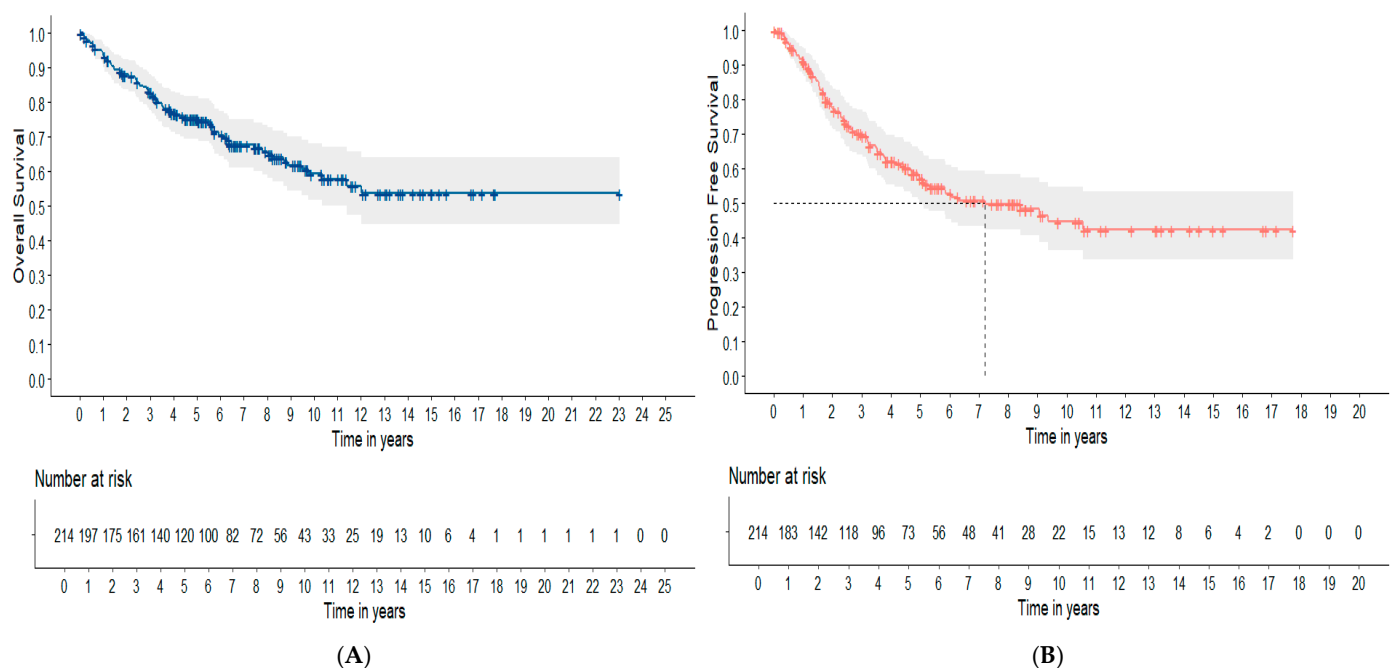 Overall Survival
1.0
0.9
0.8
0.7
0.6
0.5
0.4
0.3
0.2
0.1
0.0
0 1 2 3 4 5 6 7 8 9 10 11 12 13 14 15 16 17 18 19 20 21 22 23 24 25
Time in years
Number at risk
214 197 175 161 140 120 100 82 72 56 43 33 25 19 13 10 6 4 1 1 1 1 1 1 0 0
0 1 2 3 4 5 6 7 8 9 10 11 12 13 14 15 16 17 18 19 20 21 22 23 24 25
Time in years
(A)
Progression Free Survival
1.0
0.9
0.8
0.7
0.6
0.5
0.4
0.3
0.2
0.1
0.0
0 1 2 3 4 5 6 7 8 9 10 11 12 13 14 15 16 17 18 19 20
Time in years
Number at risk
214 183 142 118 96 73 56 48 41 28 22 15 13 12 8 6 4 2 0 0 0
0 1 2 3 4 5 6 7 8 9 10 11 12 13 14 15 16 17 18 19 20
Time in years
(B)